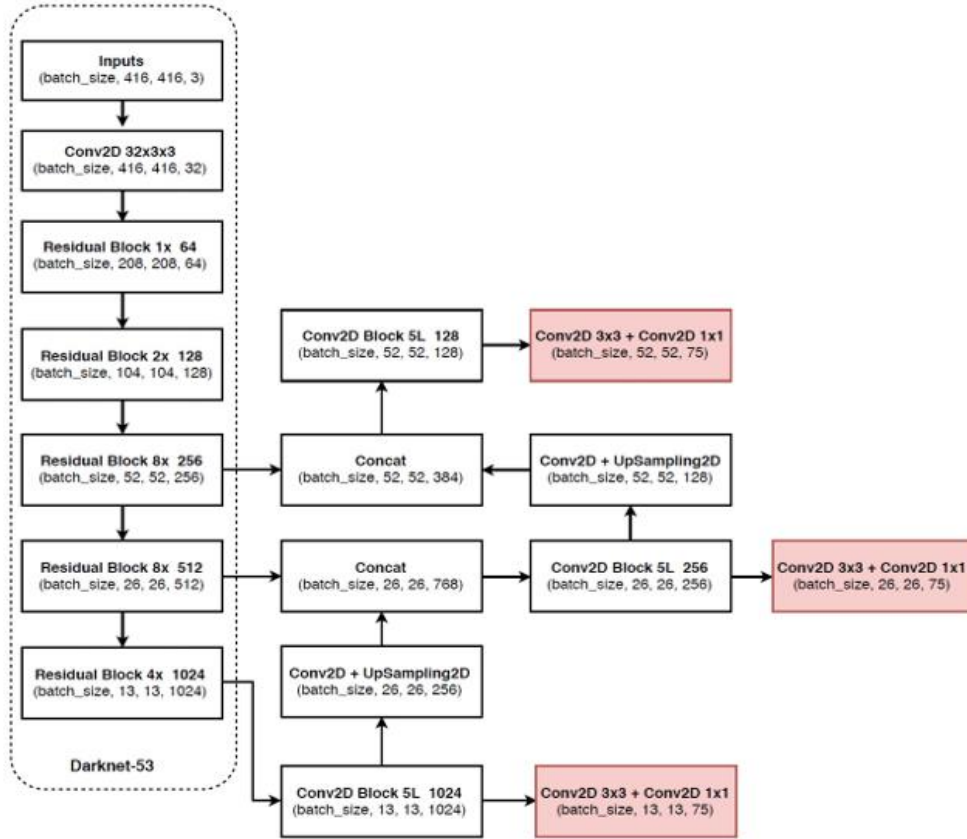 Inputs
(batch_size, 416, 416, 3)
Conv2D 32x3x3
(batch_size, 416, 416, 32)
Residual Block 1x 64
(batch_size, 208, 208, 64)
Residual Block 2x 128
(batch_size, 104, 104, 128)
Residual Block 8x 256
(batch_size, 52, 52, 256)
Residual Block 8x 512
(batch_size, 26, 26, 512)
Residual Block 4x 1024
(batch_size, 13, 13, 1024)
Darknet-53
Conv2D Block 5L 128
(batch_size, 52, 52, 128)
Conv2D 3x3 + Conv2D 1x1
(batch_size, 52, 52, 75)
Concat
(batch_size, 52, 52, 384)
Conv2D + UpSampling2D
(batch_size, 52, 52, 128)
Concat
(batch_size, 26, 26, 768)
Conv2D Block 5L 256
(batch_size, 26, 26, 256)
Conv2D 3x3 + Conv2D 1x1
(batch_size, 26, 26, 75)
Conv2D + UpSampling2D
(batch_size, 26, 26, 256)
Conv2D Block 5L 1024
(batch_size, 13, 13, 1024)
Conv2D 3x3 + Conv2D 1x1
(batch_size, 13, 13, 75)